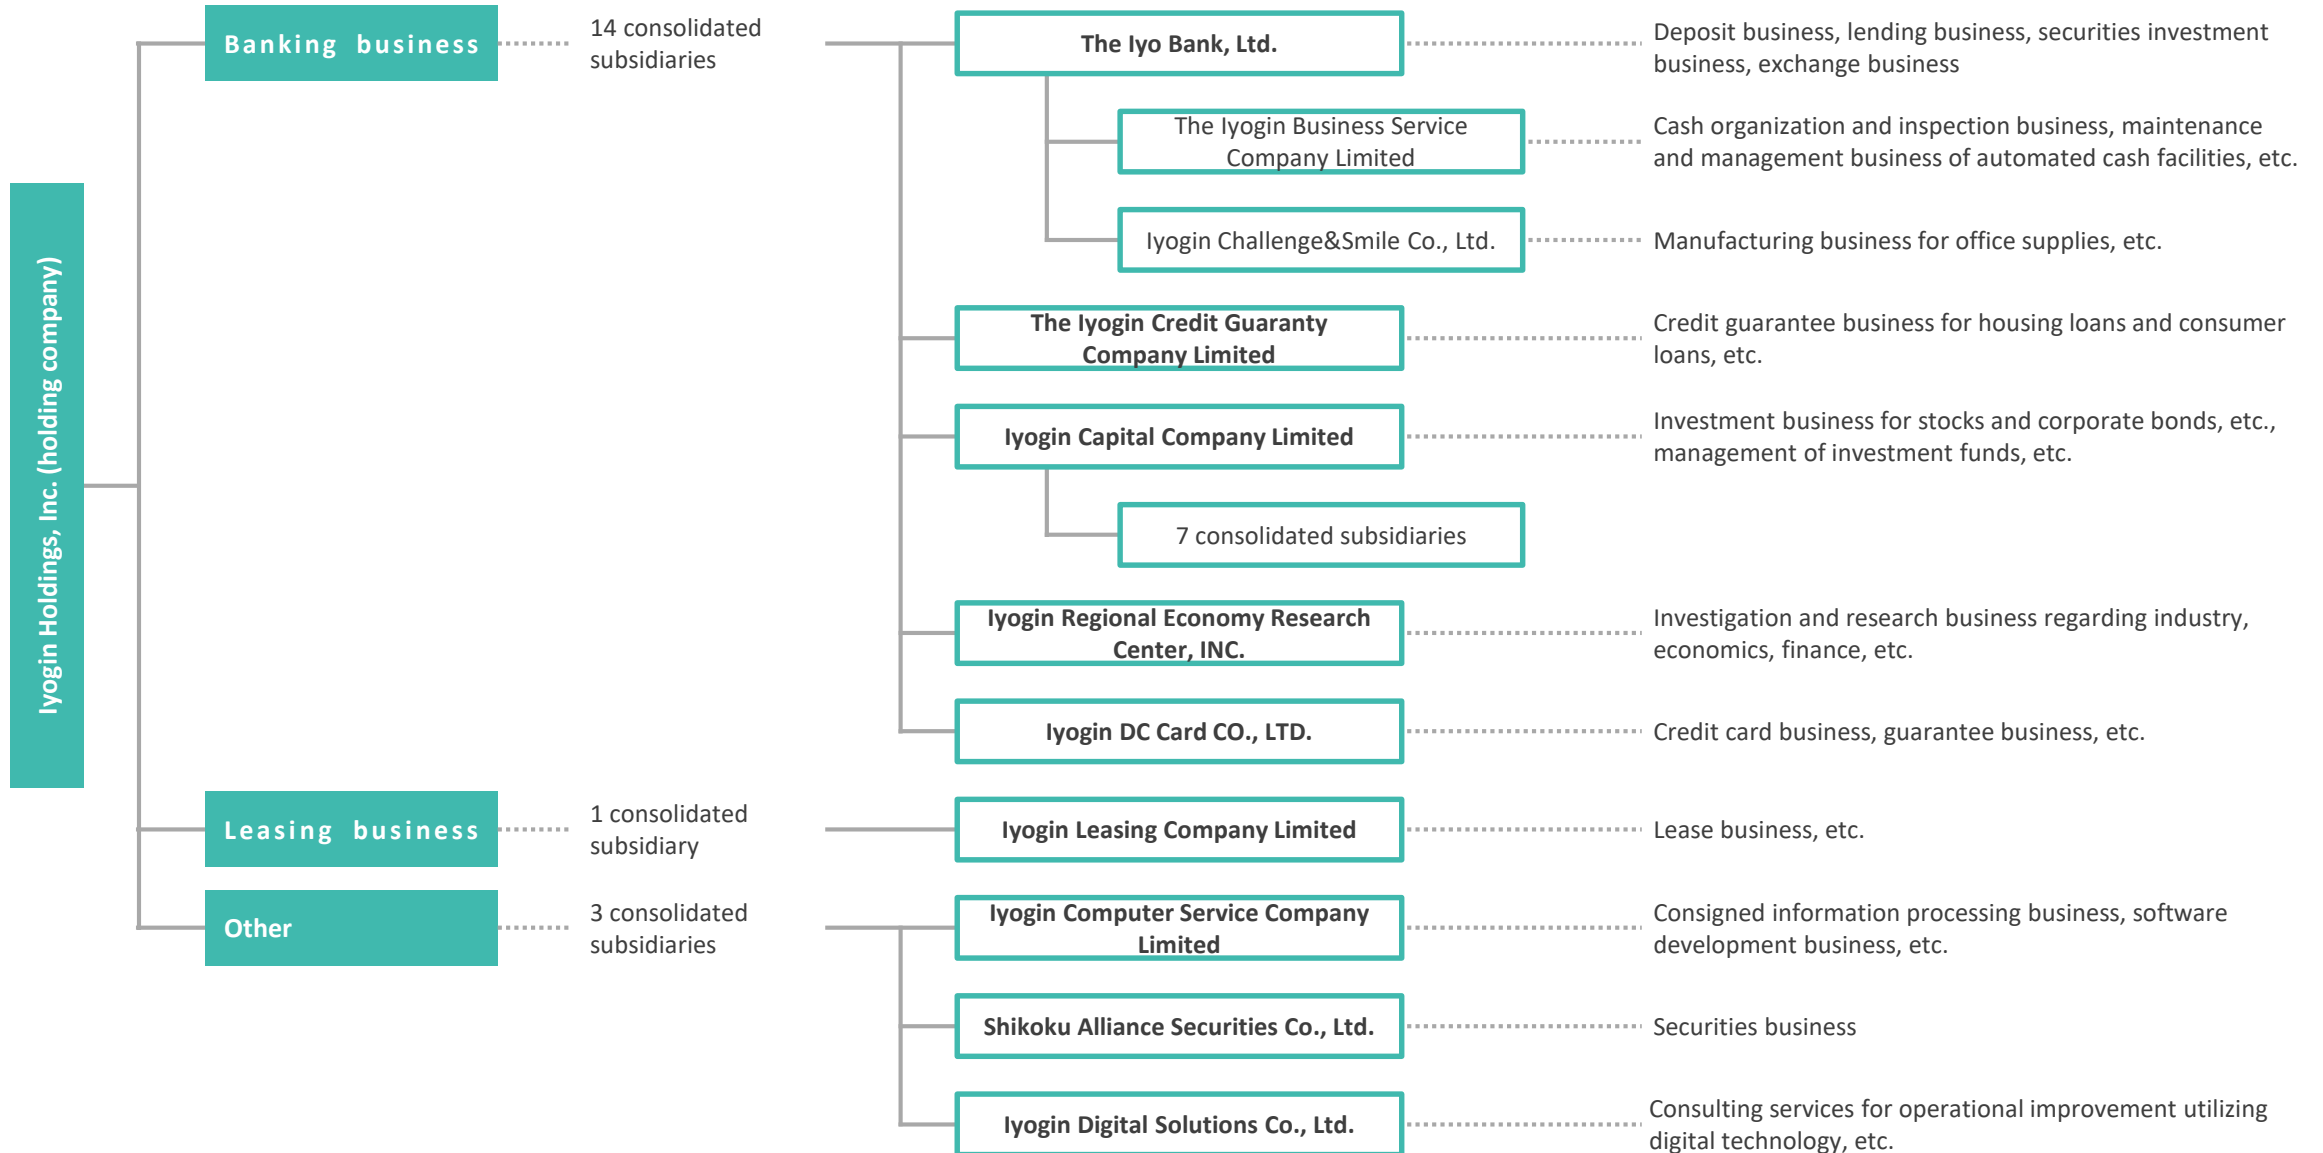 Iyogin Holdings, Inc. (holding company)
Banking business
14 consolidated
subsidiaries
The Iyo Bank, Ltd.
Deposit business, lending business, securities investment
business, exchange business
The Iyogin Business Service
Company Limited
Cash organization and inspection business, maintenance
and management business of automated cash facilities, etc.
Iyogin Challenge&Smile Co., Ltd.
Manufacturing business for office supplies, etc.
The Iyogin Credit Guaranty
Company Limited
Credit guarantee business for housing loans and consumer
loans, etc.
Iyogin Capital Company Limited
Investment business for stocks and corporate bonds, etc.,
management of investment funds, etc.
7 consolidated subsidiaries
Iyogin Regional Economy Research
Center, INC.
Investigation and research business regarding industry,
economics, finance, etc.
Iyogin DC Card CO., LTD.
Credit card business, guarantee business, etc.
Leasing business
1 consolidated
subsidiary
Iyogin Leasing Company Limited
Lease business, etc.
Other
3 consolidated
subsidiaries
Iyogin Computer Service Company
Limited
Consigned information processing business, software
development business, etc.
Shikoku Alliance Securities Co., Ltd.
Securities business
Iyogin Digital Solutions Co., Ltd.
Consulting services for operational improvement utilizing
digital technology, etc.